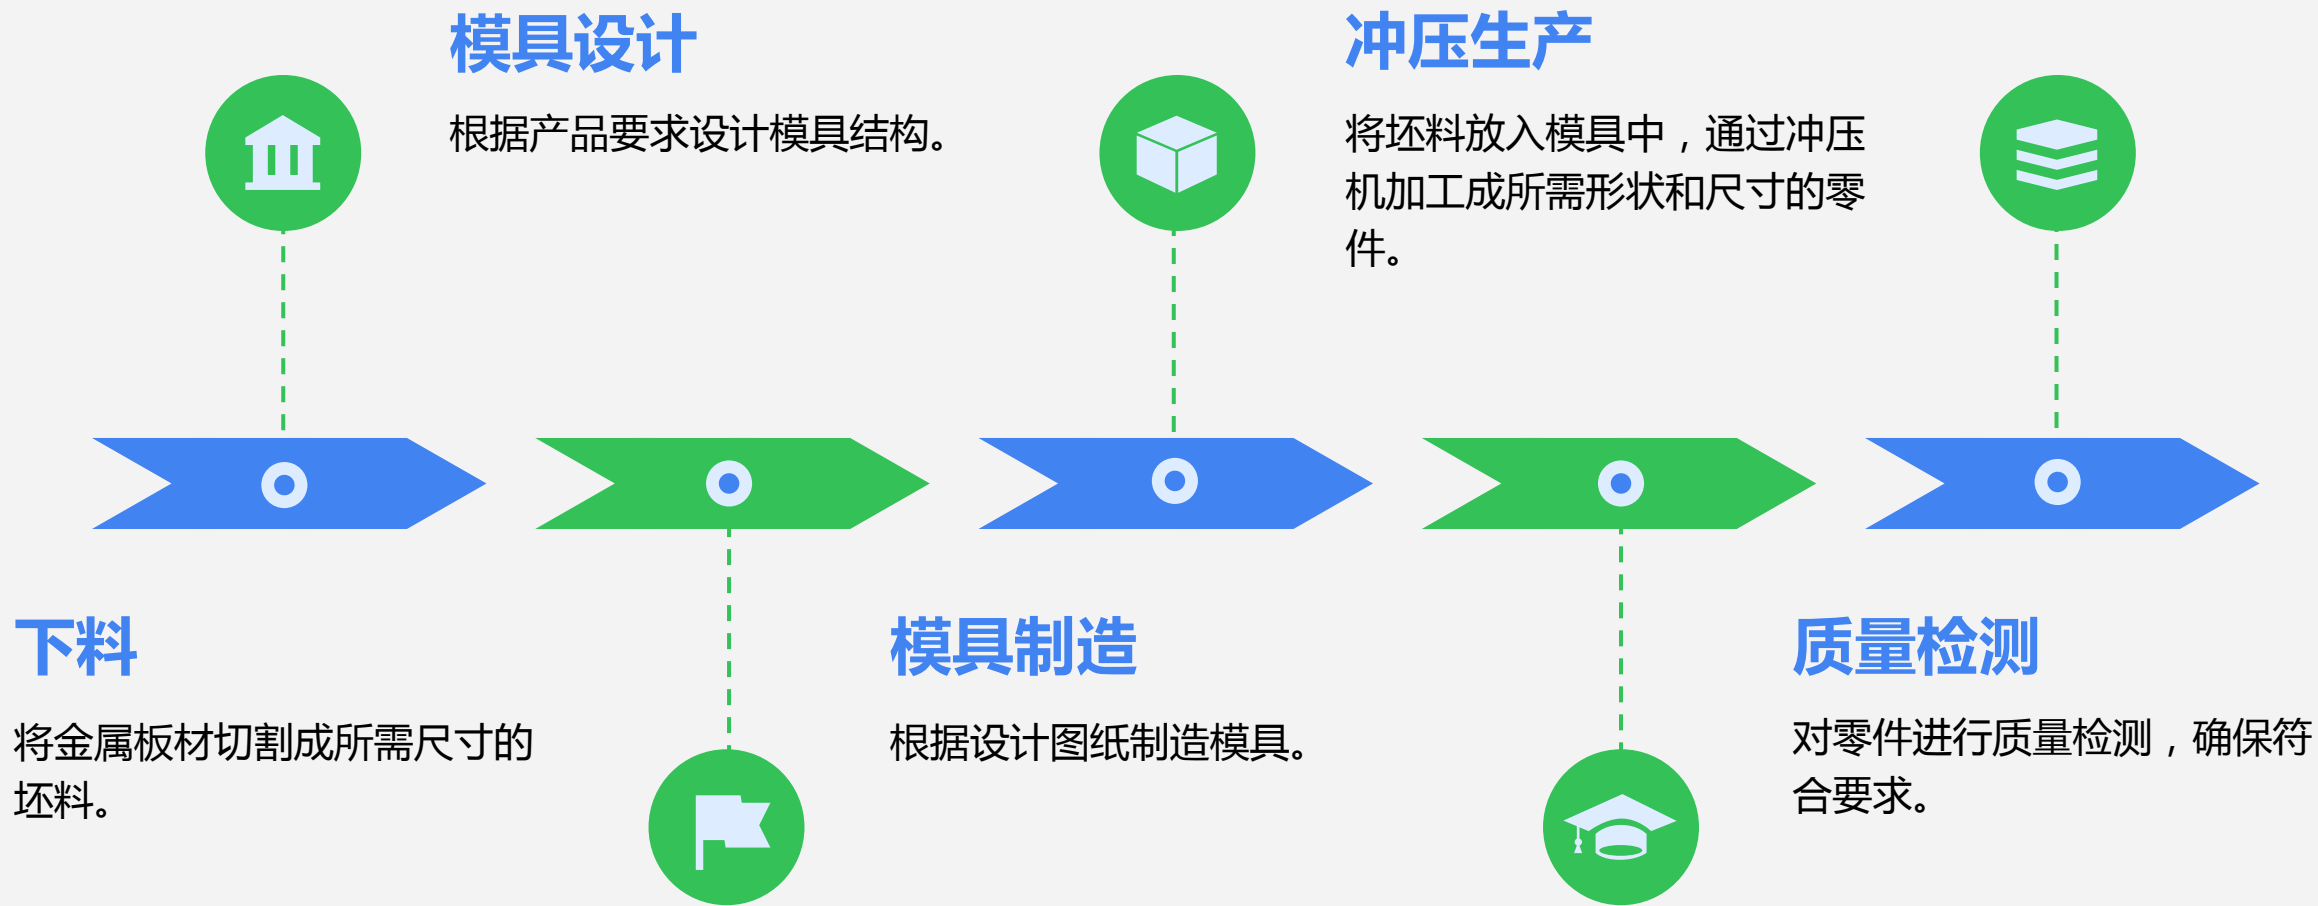 下料
将金属板材切割成所需尺寸的
坯料。
模具设计
根据产品要求设计模具结构。
模具制造
根据设计图纸制造模具。
冲压生产
将坯料放入模具中，通过冲压
机加工成所需形状和尺寸的零
件。
质量检测
对零件进行质量检测，确保符
合要求。